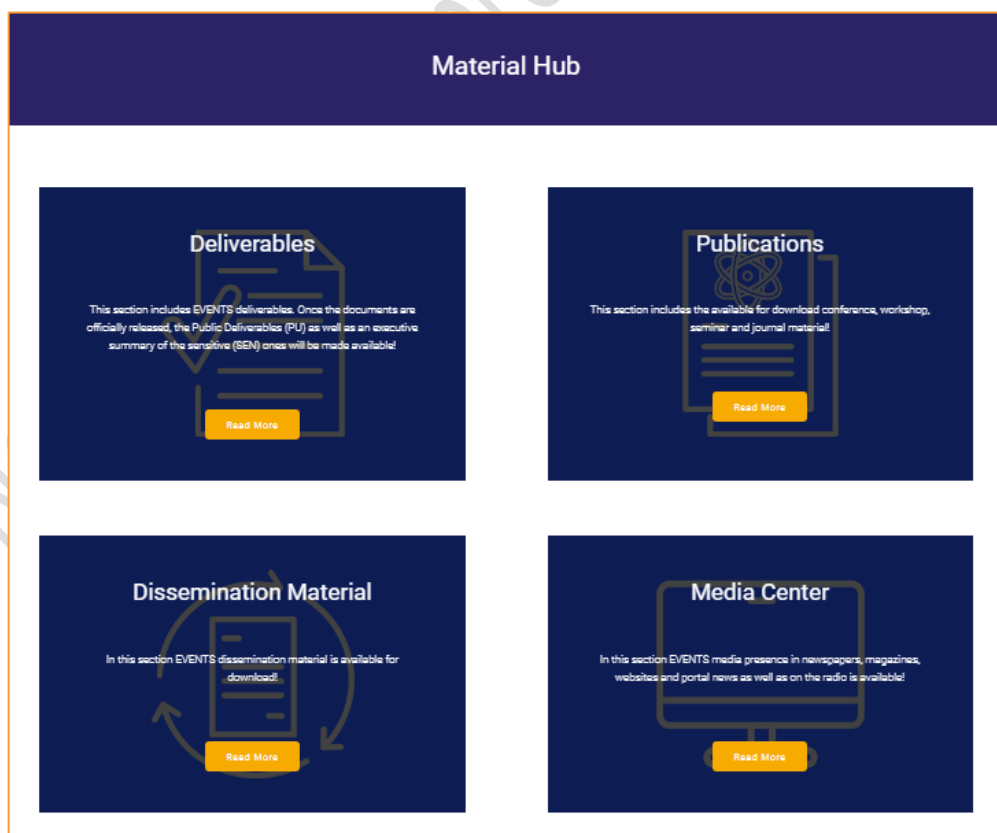 Material Hub
Deliverables
This section includes EVENTS deliverables. Once the documents are
officially released, the Public Deliverables (PU) as well as an executive
summary of the sensitive (SEN) ones will be made available!
Read More
Publications
This section includes the available for download conference, workshop,
seminar and journal material!
Read More
Dissemination Material
In this section EVENTS dissemination material is available for
download!
Read More
Media Center
In this section EVENTS media presence in newspapers, magazines,
websites and portal news as well as on the radio is available!
Read More